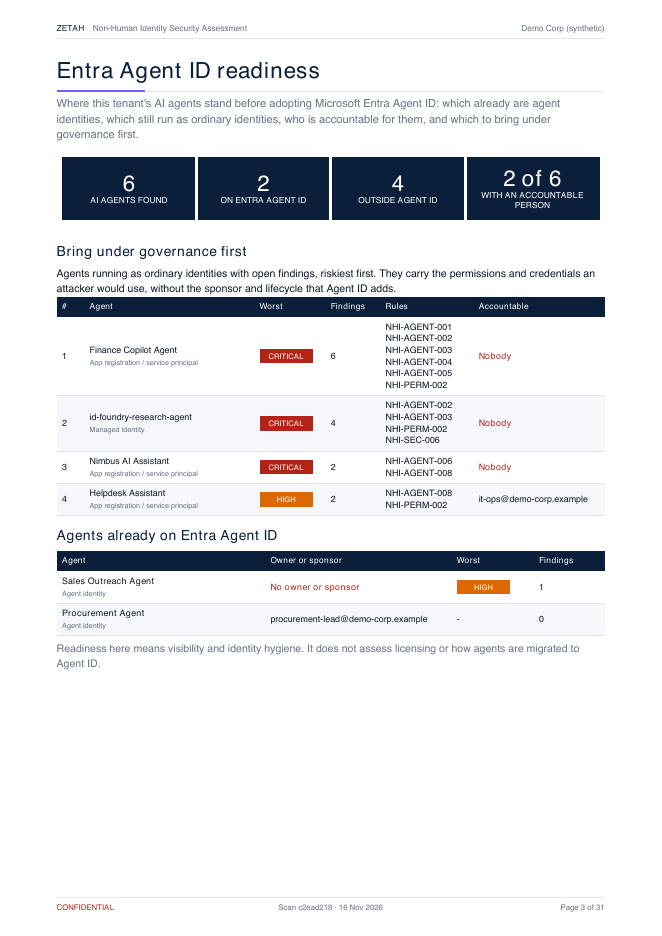 ZETAH Non-Human Identity Security Assessment Demo Corp (synthetic)
Entra Agent ID readiness
Where this tenant's AI agents stand before adopting Microsoft Entra Agent ID: which already are agent
identities, which still run as ordinary identities, who is accountable for them, and which to bring under
governance first.
6
AI AGENTS FOUND
2
ON ENTRA AGENT ID
4
OUTSIDE AGENT ID
2 of 6
WITH AN ACCOUNTABLE
PERSON
Bring under governance first
Agents running as ordinary identities with open findings, riskiest first. They carry the permissions and credentials an
attacker would use, without the sponsor and lifecycle that Agent ID adds.
# Agent Worst Findings Rules Accountable
1 Finance Copilot Agent
App registration / service principal
CRITICAL 6
NHI-AGENT-001
NHI-AGENT-002
NHI-AGENT-003
NHI-AGENT-004
NHI-AGENT-005
NHI-PERM-002
Nobody
2 id-foundry-research-agent
Managed identity
CRITICAL 4
NHI-AGENT-002
NHI-AGENT-003
NHI-PERM-002
NHI-SEC-006
Nobody
3 Nimbus AI Assistant
App registration / service principal
CRITICAL 2
NHI-AGENT-006
NHI-AGENT-008
Nobody
4 Helpdesk Assistant
App registration / service principal
HIGH 2
NHI-AGENT-008
NHI-PERM-002
it-ops@demo-corp.example
Agents already on Entra Agent ID
Agent Owner or sponsor Worst Findings
Sales Outreach Agent
Agent identity
No owner or sponsor HIGH 1
Procurement Agent
Agent identity
procurement-lead@demo-corp.example - 0
Readiness here means visibility and identity hygiene. It does not assess licensing or how agents are migrated to
Agent ID.
CONFIDENTIAL Scan c2ead218 · 16 Nov 2026 Page 3 of 31